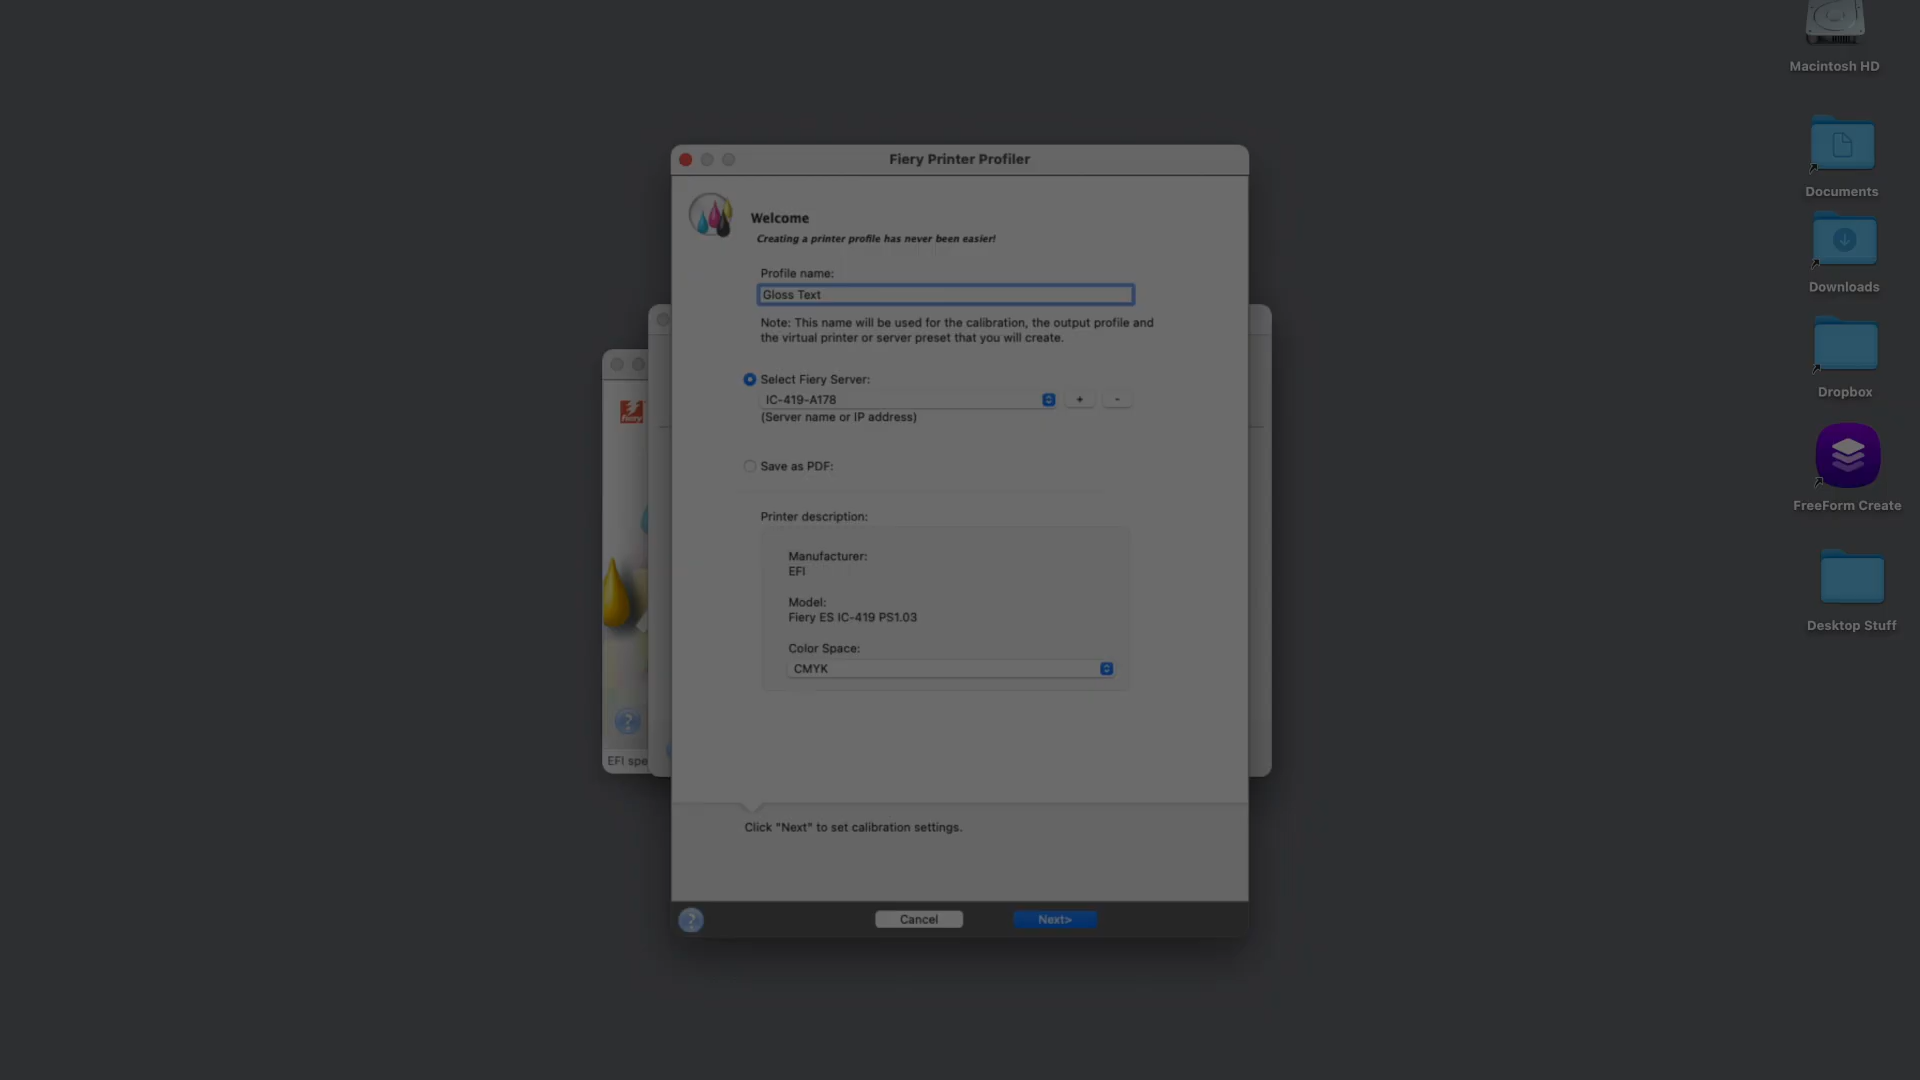 Macintosh HD
Documents
Downloads
Dropbox
FreeForm Create
Desktop Stuff
Fiery Printer Profiler
Welcome
Creating a printer profile has never been easier!
Profile name:
Gloss Text
Note: This name will be used for the calibration, the output profile and
the virtual printer or server preset that you will create.
Select Fiery Server:
IC-419-A178
+
-
(Server name or IP address)
Save as PDF:
Printer description:
Manufacturer:
EFI
Model:
Fiery ES IC-419 PS1.03
Color Space:
CMYK
Click "Next" to set calibration settings.
?
Cancel
Next>
fiery
?
EFI spe